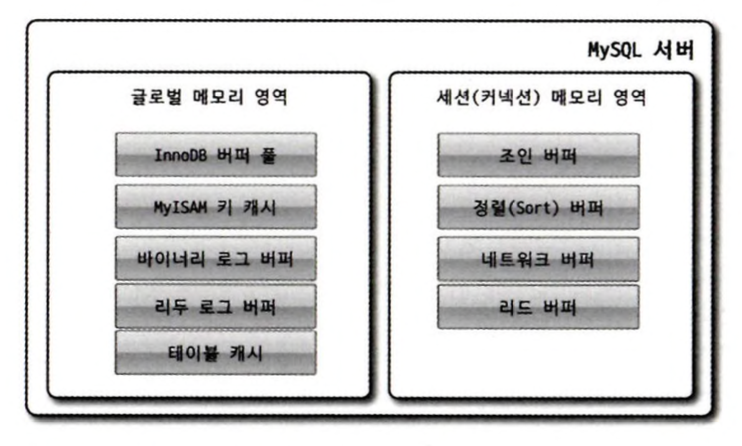 MySQL 서버
글로벌 메모리 영역
InnoDB 버퍼 풀
MyISAM 키 캐시
바이너리 로그 버퍼
리두 로그 버퍼
테이블 캐시
세션(커넥션) 메모리 영역
조인 버퍼
정렬(Sort) 버퍼
네트워크 버퍼
리드 버퍼